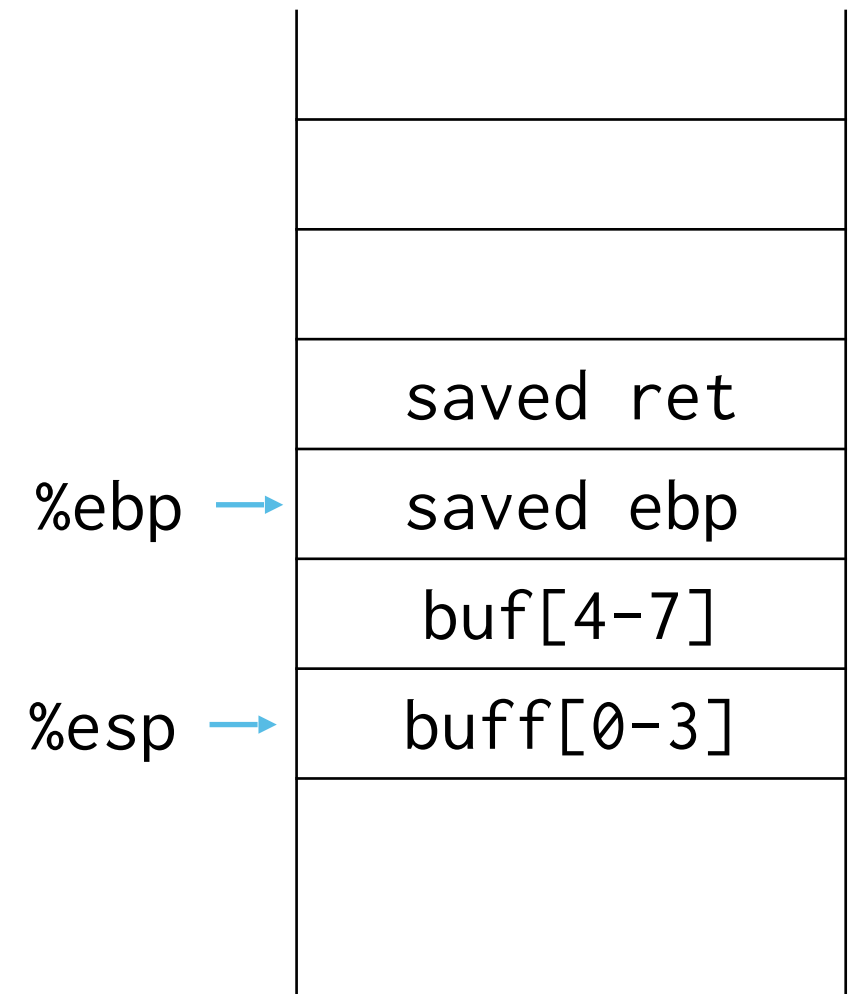 saved ret
%ebp saved ebp
buf[4-7]
%esp buff[0-3]